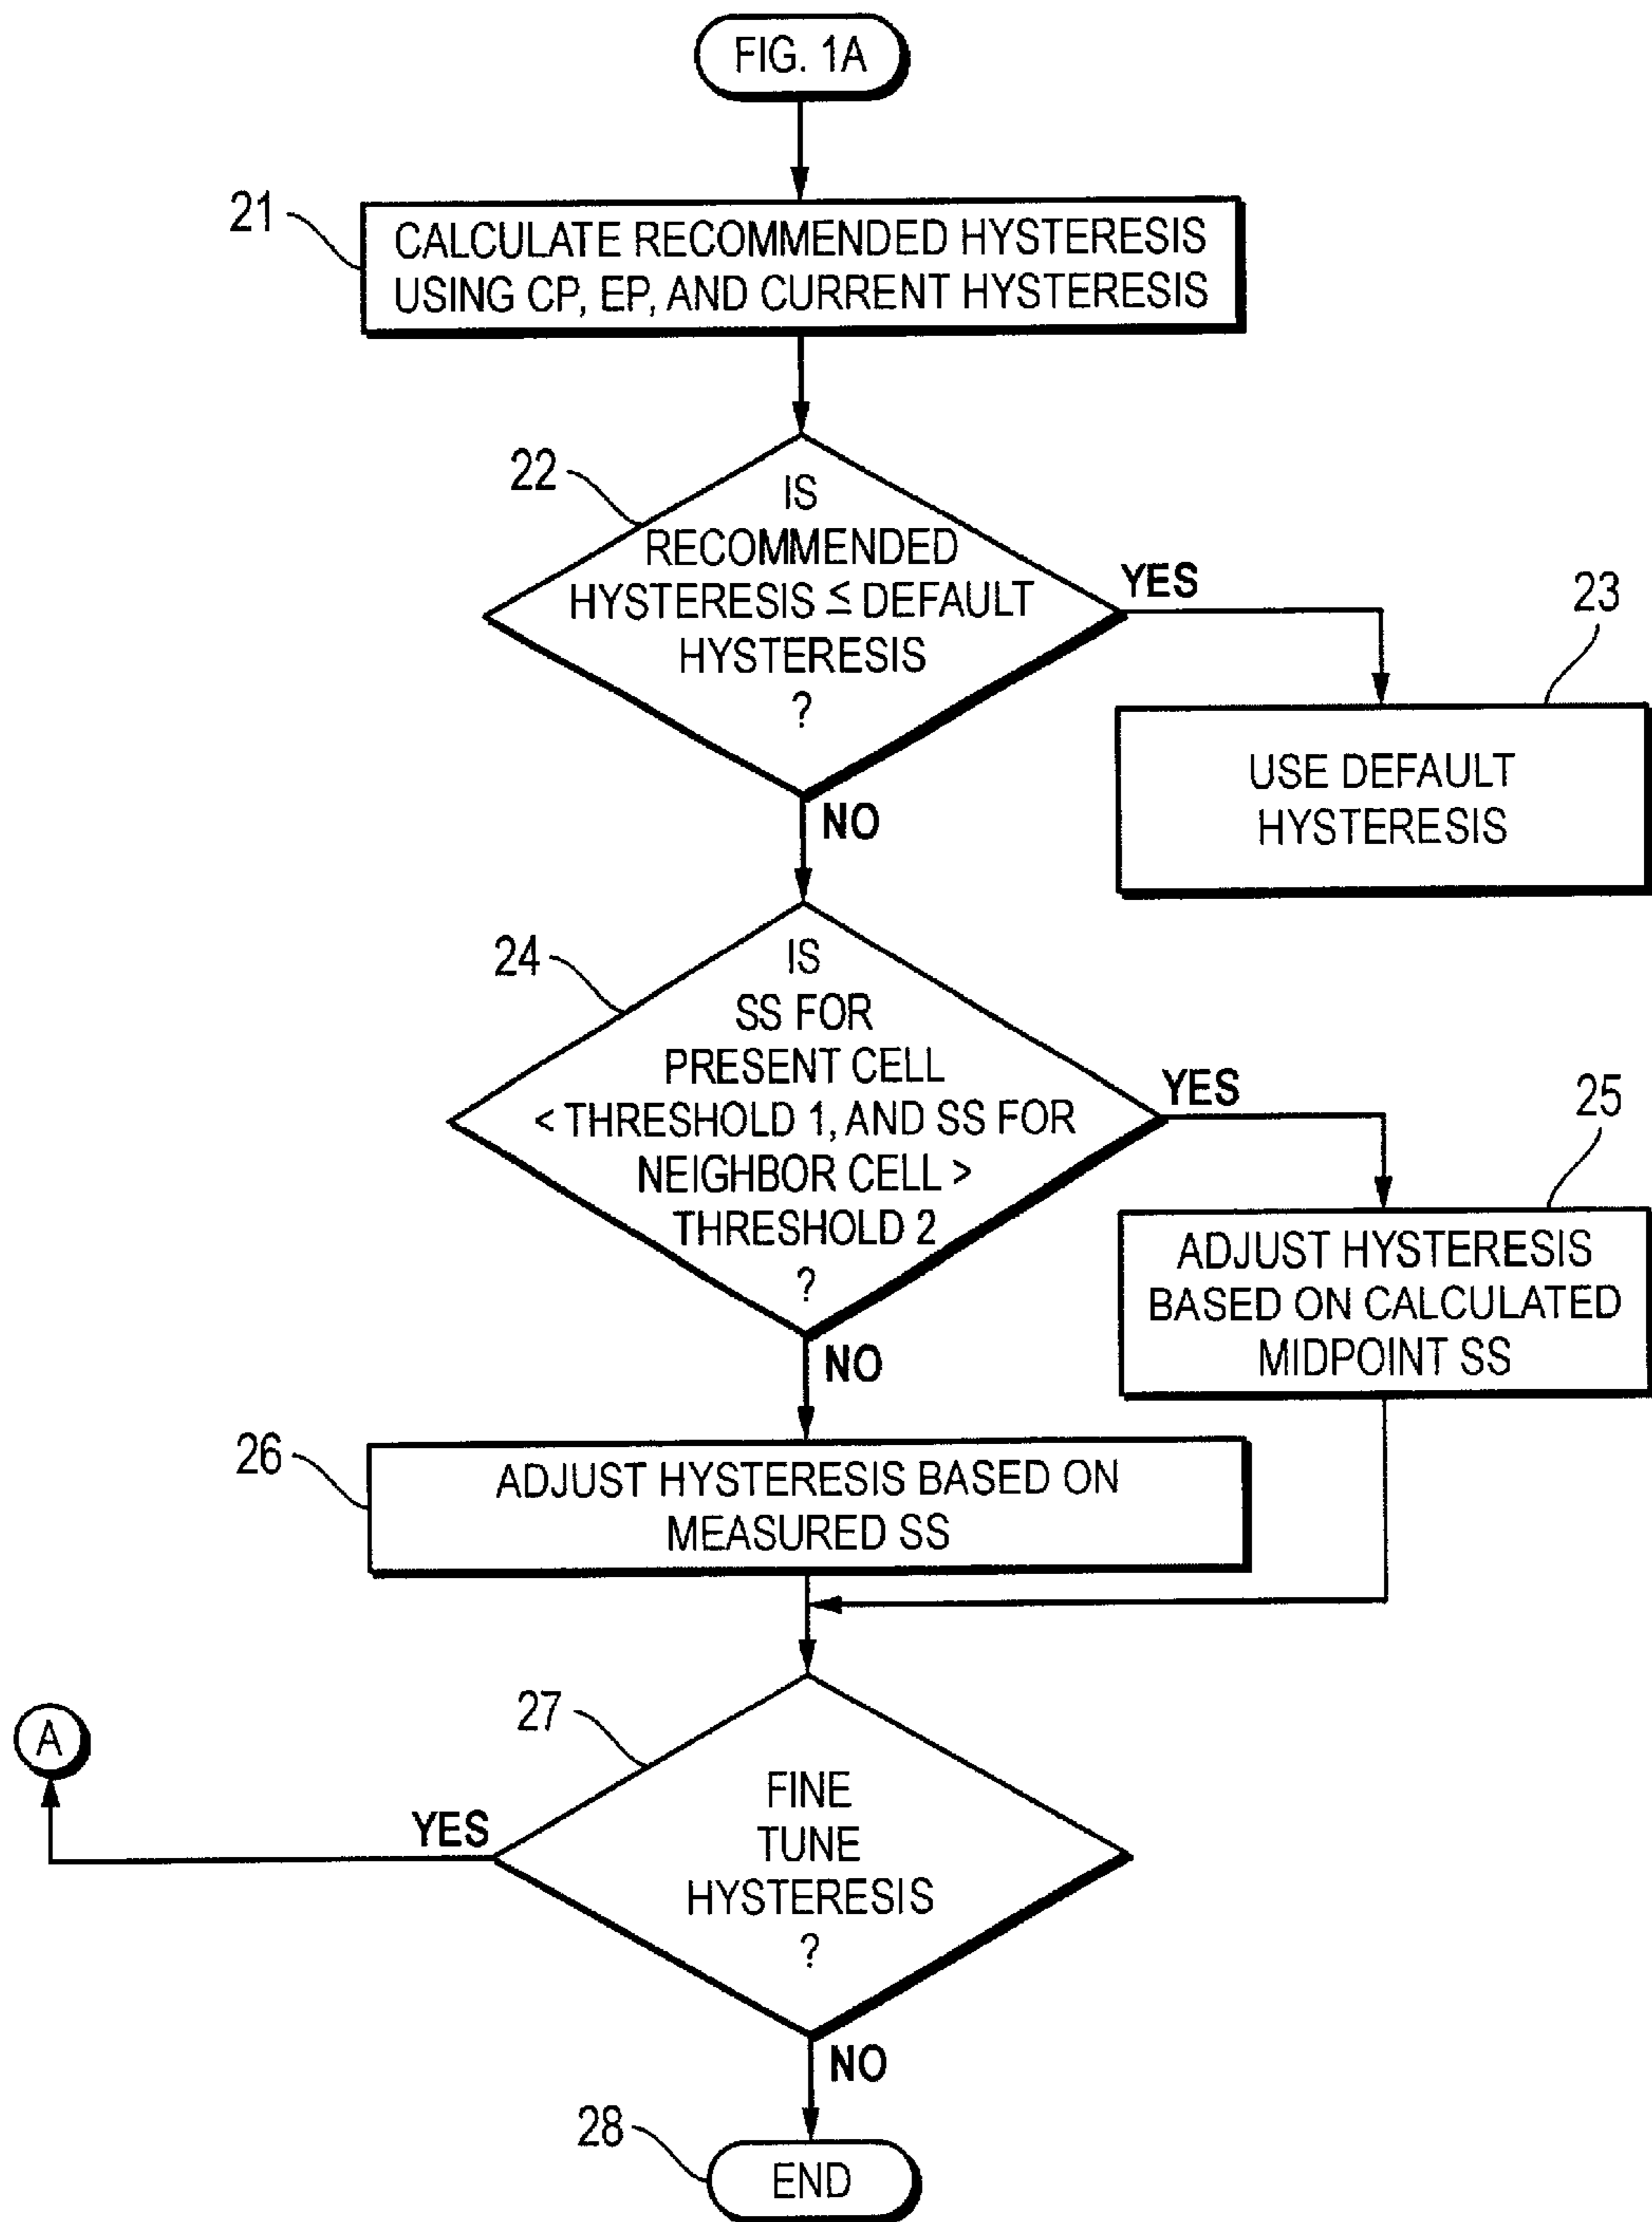 FIG. 1A
21
CALCULATE RECOMMENDED HYSTERESIS
USING CP, EP, AND CURRENT HYSTERESIS
22
IS
RECOMMENDED
HYSTERESIS ≦ DEFAULT
HYSTERESIS
?
YES
NO
23
USE DEFAULT
HYSTERESIS
24
IS
SS FOR
PRESENT CELL
< THRESHOLD 1, AND SS FOR
NEIGHBOR CELL >
THRESHOLD 2
?
YES
NO
25
ADJUST HYSTERESIS
BASED ON CALCULATED
MIDPOINT SS
26
ADJUST HYSTERESIS BASED ON
MEASURED SS
27
FINE
TUNE
HYSTERESIS
?
YES
A
NO
28
END